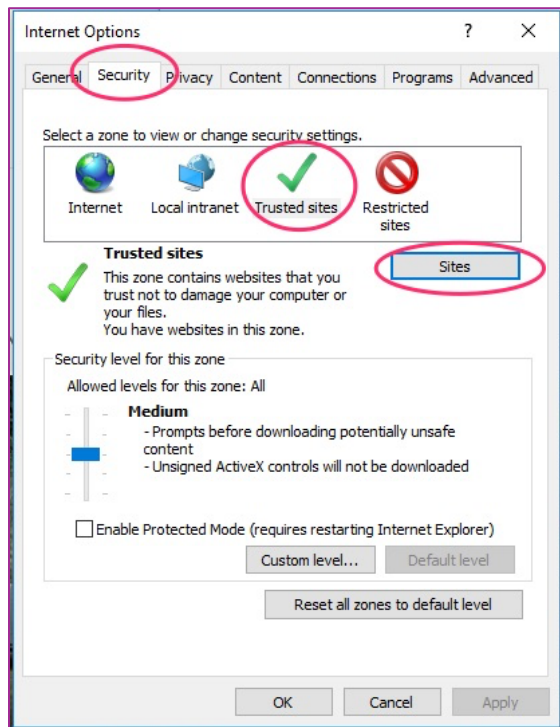 Internet Options
?
General Security Privacy Content Connections Programs Advanced
Select a zone to view or change security settings.
Internet Local intranet Trusted sites Restricted
sites
Trusted sites
Sites
This zone contains websites that you
trust not to damage your computer or
your files.
You have websites in this zone.
Security level for this zone
Allowed levels for this zone: All
Medium
- Prompts before downloading potentially unsafe
content
- Unsigned ActiveX controls will not be downloaded
Enable Protected Mode (requires restarting Internet Explorer)
Custom level... Default level
Reset all zones to default level
OK Cancel Apply